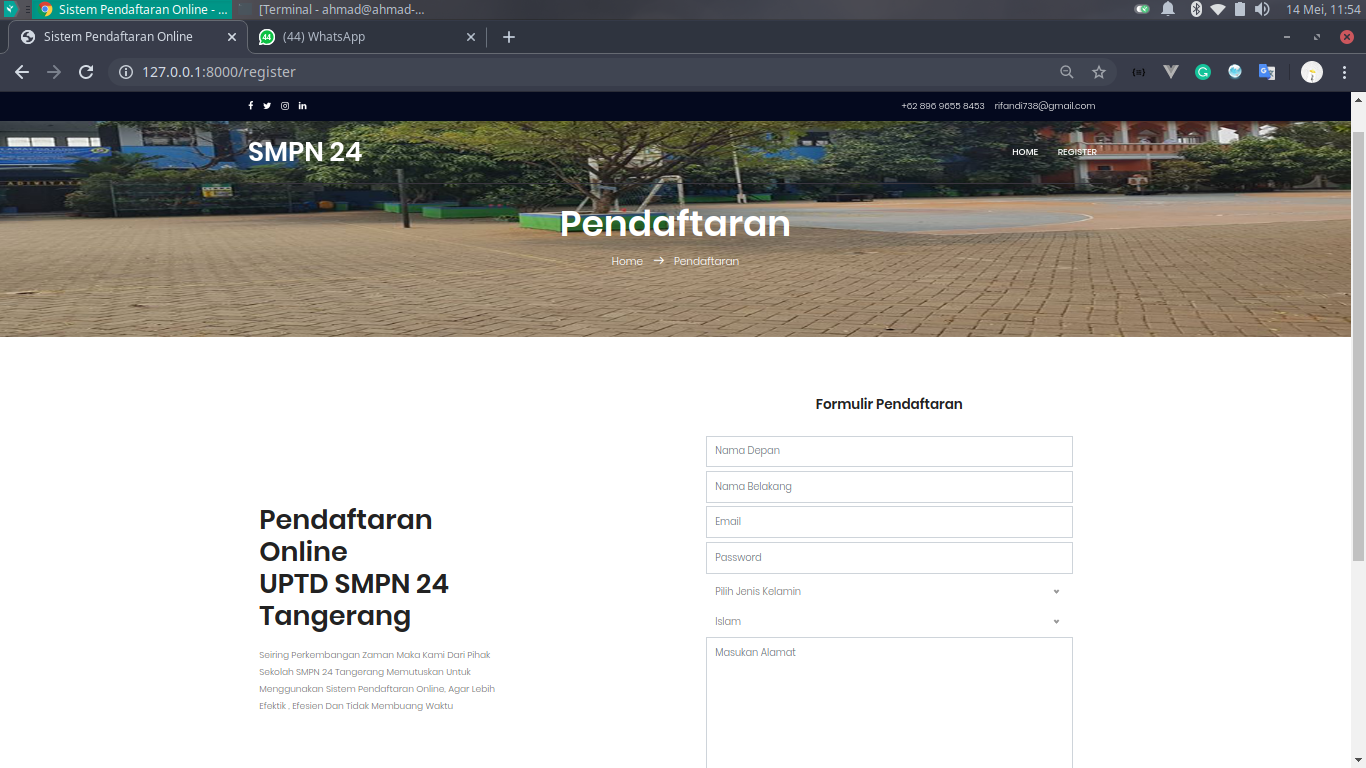 Sistem Pendaftaran Online - ...
[Terminal - ahmad@ahmad-...
14 Mei, 11:54
Sistem Pendaftaran Online
44
(44) WhatsApp
127.0.0.1:8000/register
+62 896 9655 8453
rifandi738@gmail.com
SMPN 24
HOME
REGISTER
Pendaftaran
Home → Pendaftaran
Formulir Pendaftaran
Nama Depan
Nama Belakang
Email
Password
Pilih Jenis Kelamin
Islam
Masukan Alamat
Pendaftaran
Online
UPTD SMPN 24
Tangerang
Seiring Perkembangan Zaman Maka Kami Dari Pihak
Sekolah SMPN 24 Tangerang Memutuskan Untuk
Menggunakan Sistem Pendaftaran Online, Agar Lebih
Efektik , Efesien Dan Tidak Membuang Waktu